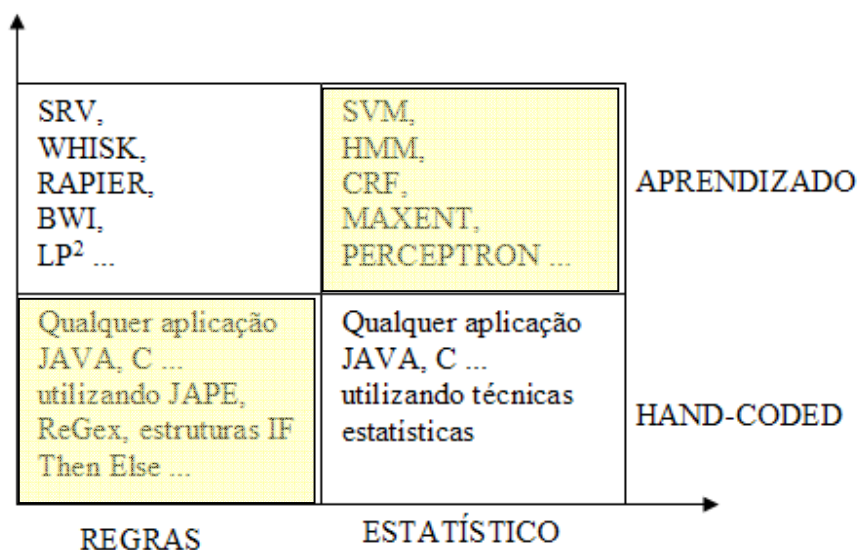 SRV,
WHISK,
RAPIER,
BWI,
LP² ...
SVM,
HMM,
CRF,
MAXENT,
PERCEPTRON ...
APRENDIZADO
Qualquer aplicação
JAVA, C ...
utilizando JAPE,
ReGex, estruturas IF
Then Else ...
Qualquer aplicação
JAVA, C ...
utilizando técnicas
estatisticas
HAND-CODED
REGRAS
ESTATÍSTICO